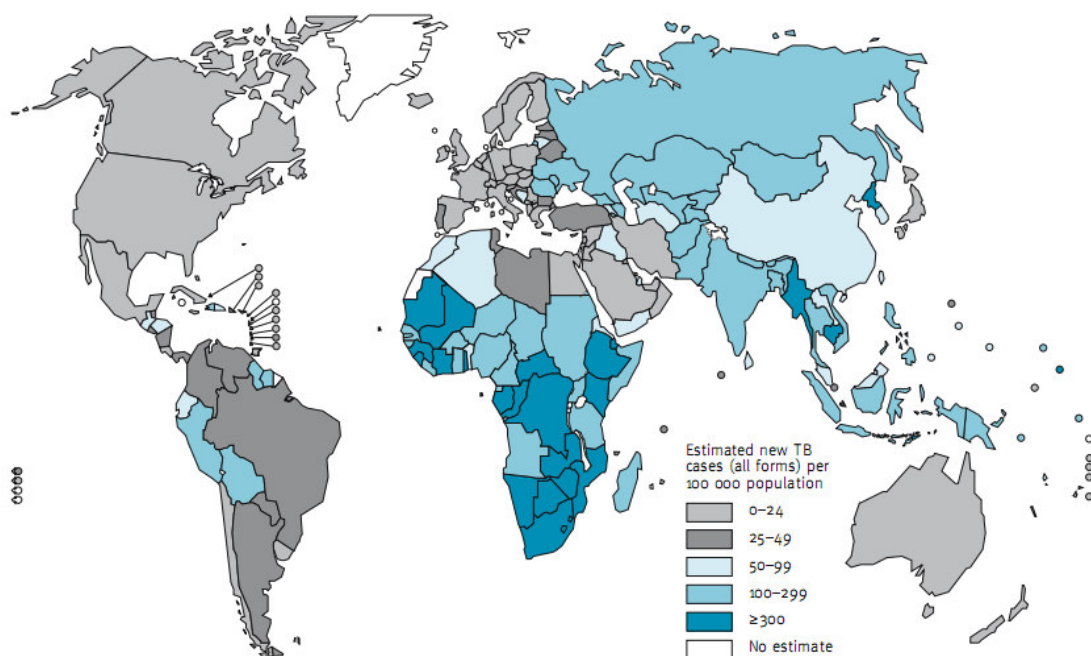 Estimated new TB
cases (all forms) per
100 000 population
0–24
25–49
50–99
100–299
≥300
No estimate